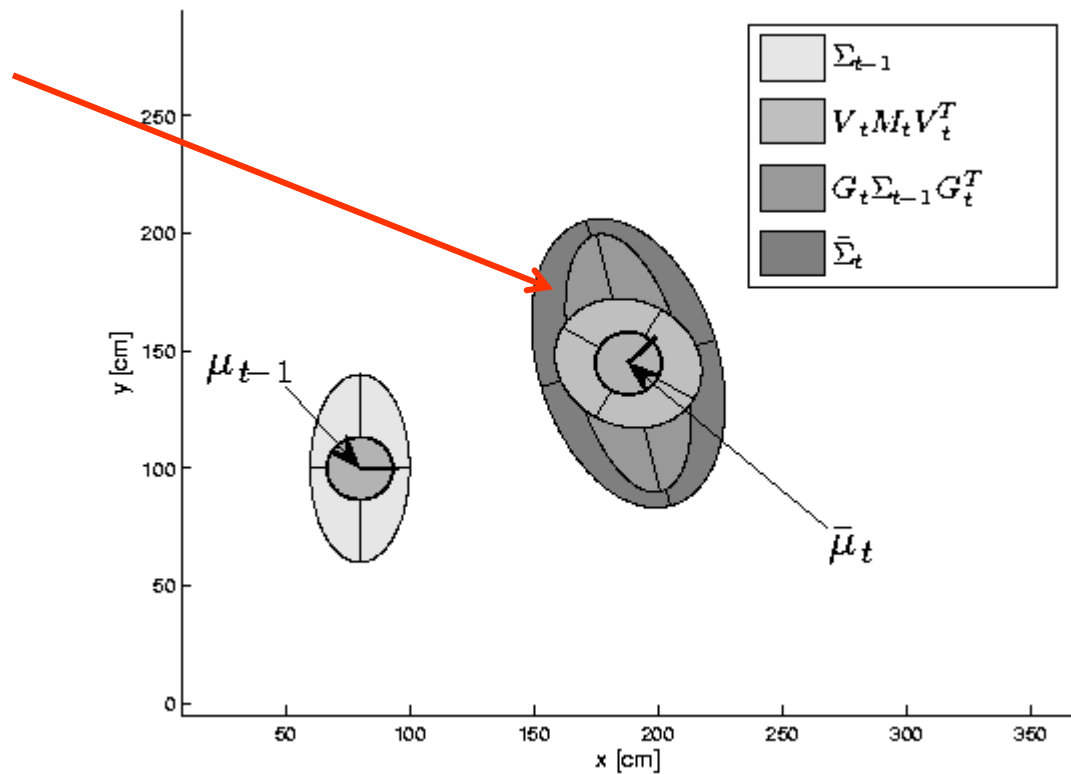 Σ_{t-1}
V_t M_t V_t^T
G_t Σ_{t-1} G_t^T
Σ̄_t
250
200
150
100
50
0
y [cm]
μ_{t-1}
μ̄_t
50 100 150 200 250 300 350
x [cm]